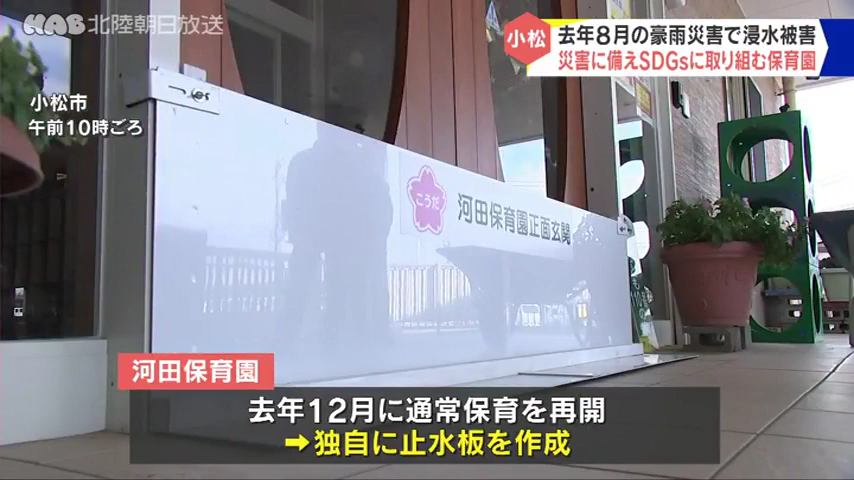 HAB北陸朝日放送
小松
去年8月の豪雨災害で浸水被害
災害に備えSDGsに取り組む保育園
小松市
午前10時ごろ
こうだ
河田保育園正面玄関
河田保育園
去年12月に通常保育を再開
➡独自に止水板を作成